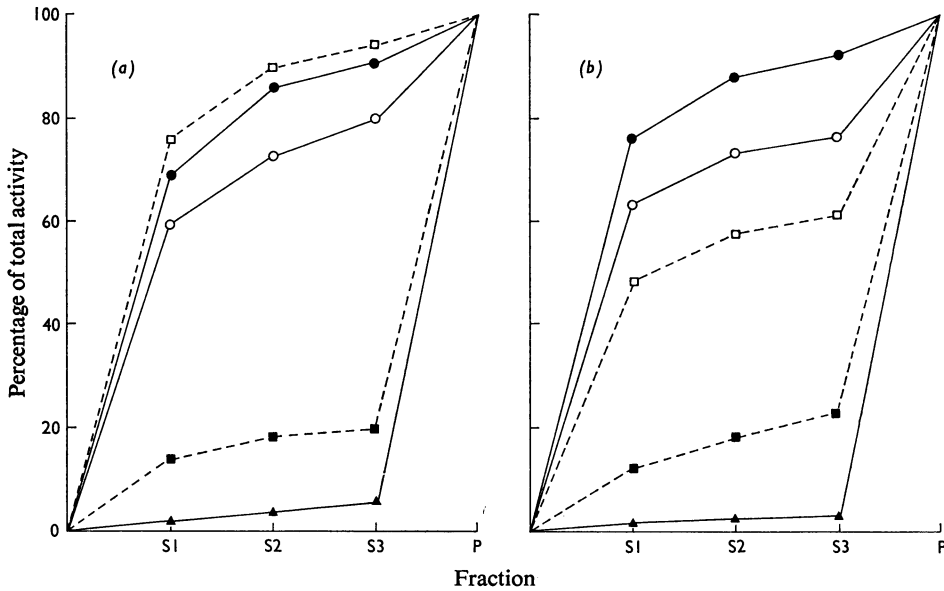 100
80
60
40
20
0
Percentage of total activity
(a)
(b)
S1 S2 S3 P
S1 S2 S3 P
Fraction